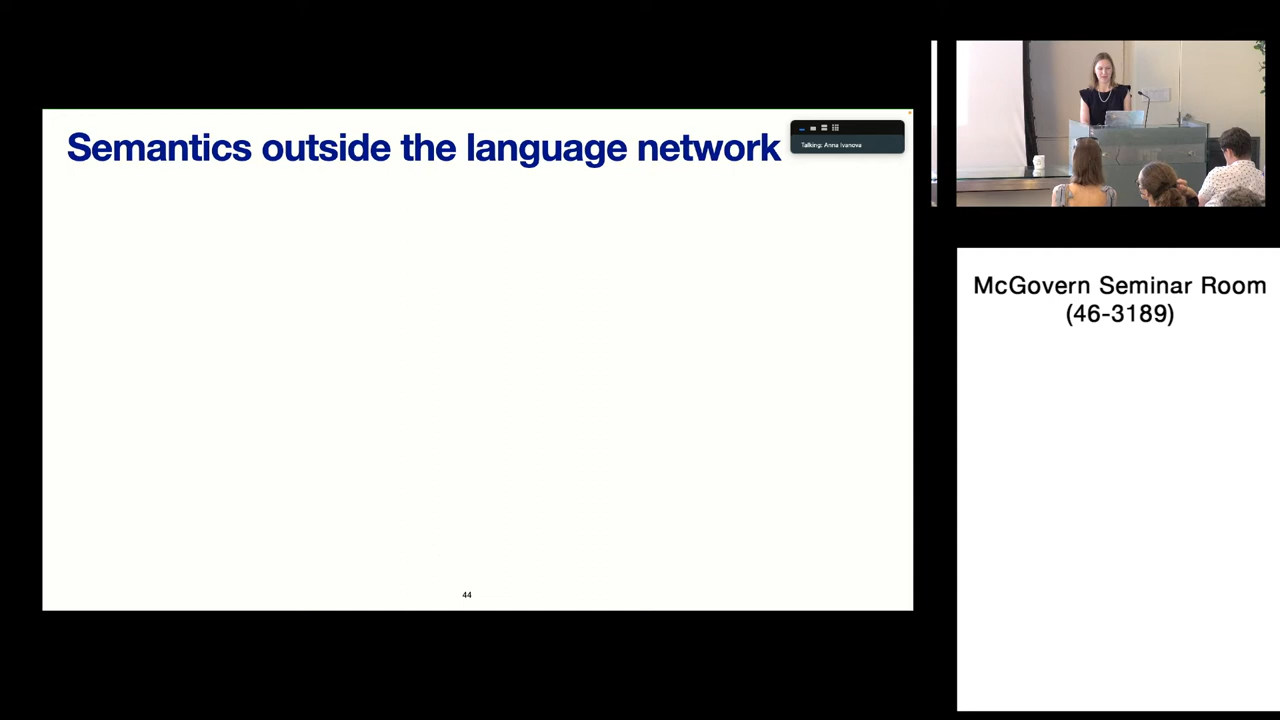 Semantics outside the language network
Talking: Anna Ivanova
44
McGovern Seminar Room
(46-3189)